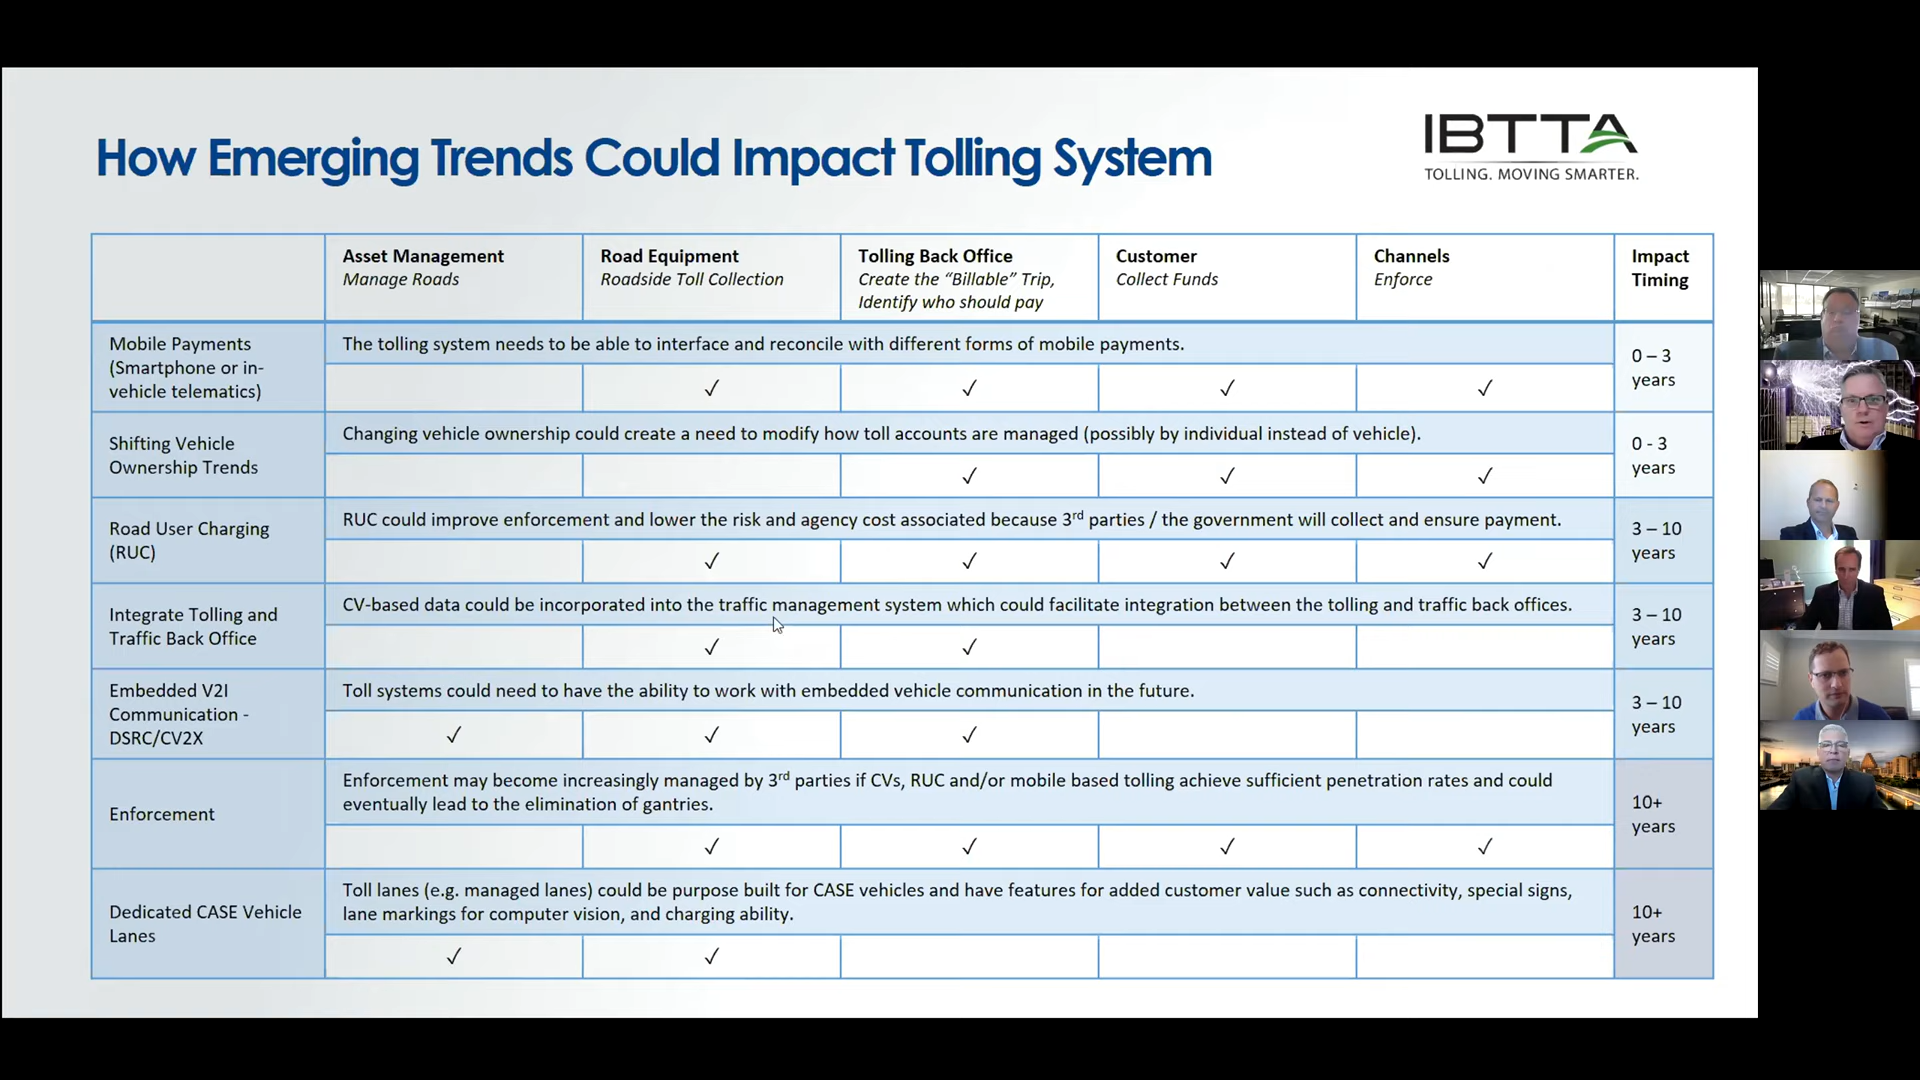 How Emerging Trends Could Impact Tolling System
IBTTA
TOLLING. MOVING SMARTER.
Asset Management
Manage Roads
Road Equipment
Roadside Toll Collection
Tolling Back Office
Create the “Billable” Trip,
Identify who should pay
Customer
Collect Funds
Channels
Enforce
Impact
Timing
Mobile Payments
(Smartphone or in-
vehicle telematics)
The tolling system needs to be able to interface and reconcile with different forms of mobile payments.
✓ ✓ ✓ ✓
0 – 3
years
Shifting Vehicle
Ownership Trends
Changing vehicle ownership could create a need to modify how toll accounts are managed (possibly by individual instead of vehicle).
✓ ✓ ✓
0 - 3
years
Road User Charging
(RUC)
RUC could improve enforcement and lower the risk and agency cost associated because 3rd parties / the government will collect and ensure payment.
✓ ✓ ✓ ✓
3 – 10
years
Integrate Tolling and
Traffic Back Office
CV-based data could be incorporated into the traffic management system which could facilitate integration between the tolling and traffic back offices.
✓ ✓
3 – 10
years
Embedded V2I
Communication -
DSRC/CV2X
Toll systems could need to have the ability to work with embedded vehicle communication in the future.
✓ ✓ ✓
3 – 10
years
Enforcement
Enforcement may become increasingly managed by 3rd parties if CVs, RUC and/or mobile based tolling achieve sufficient penetration rates and could
eventually lead to the elimination of gantries.
✓ ✓ ✓ ✓
10+
years
Dedicated CASE Vehicle
Lanes
Toll lanes (e.g. managed lanes) could be purpose built for CASE vehicles and have features for added customer value such as connectivity, special signs,
lane markings for computer vision, and charging ability.
✓ ✓
10+
years